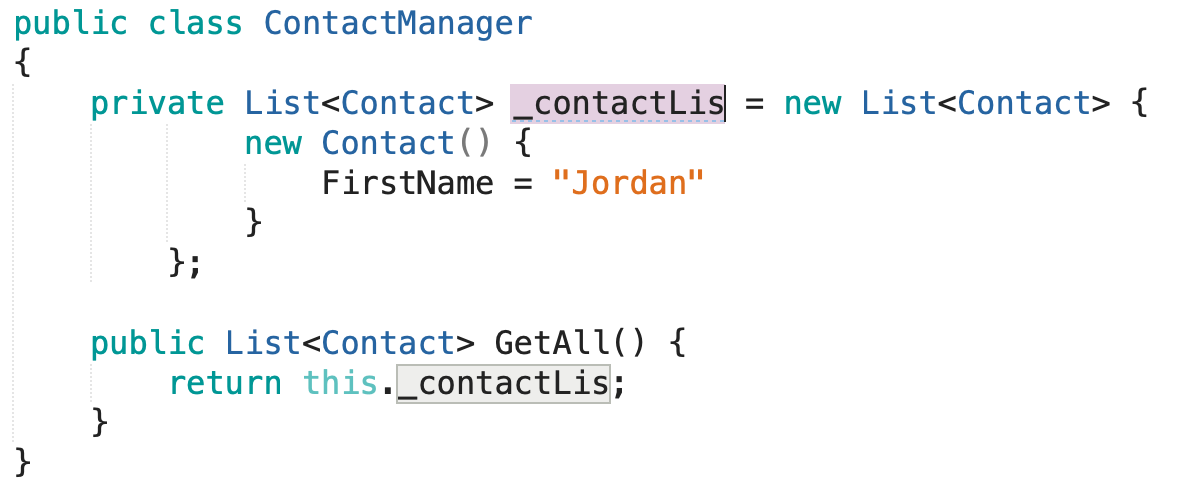 public class ContactManager
{
    private List<Contact> _contactLis = new List<Contact> {
            new Contact() {
                FirstName = "Jordan"
            }
        };

    public List<Contact> GetAll() {
        return this._contactLis;
    }
}